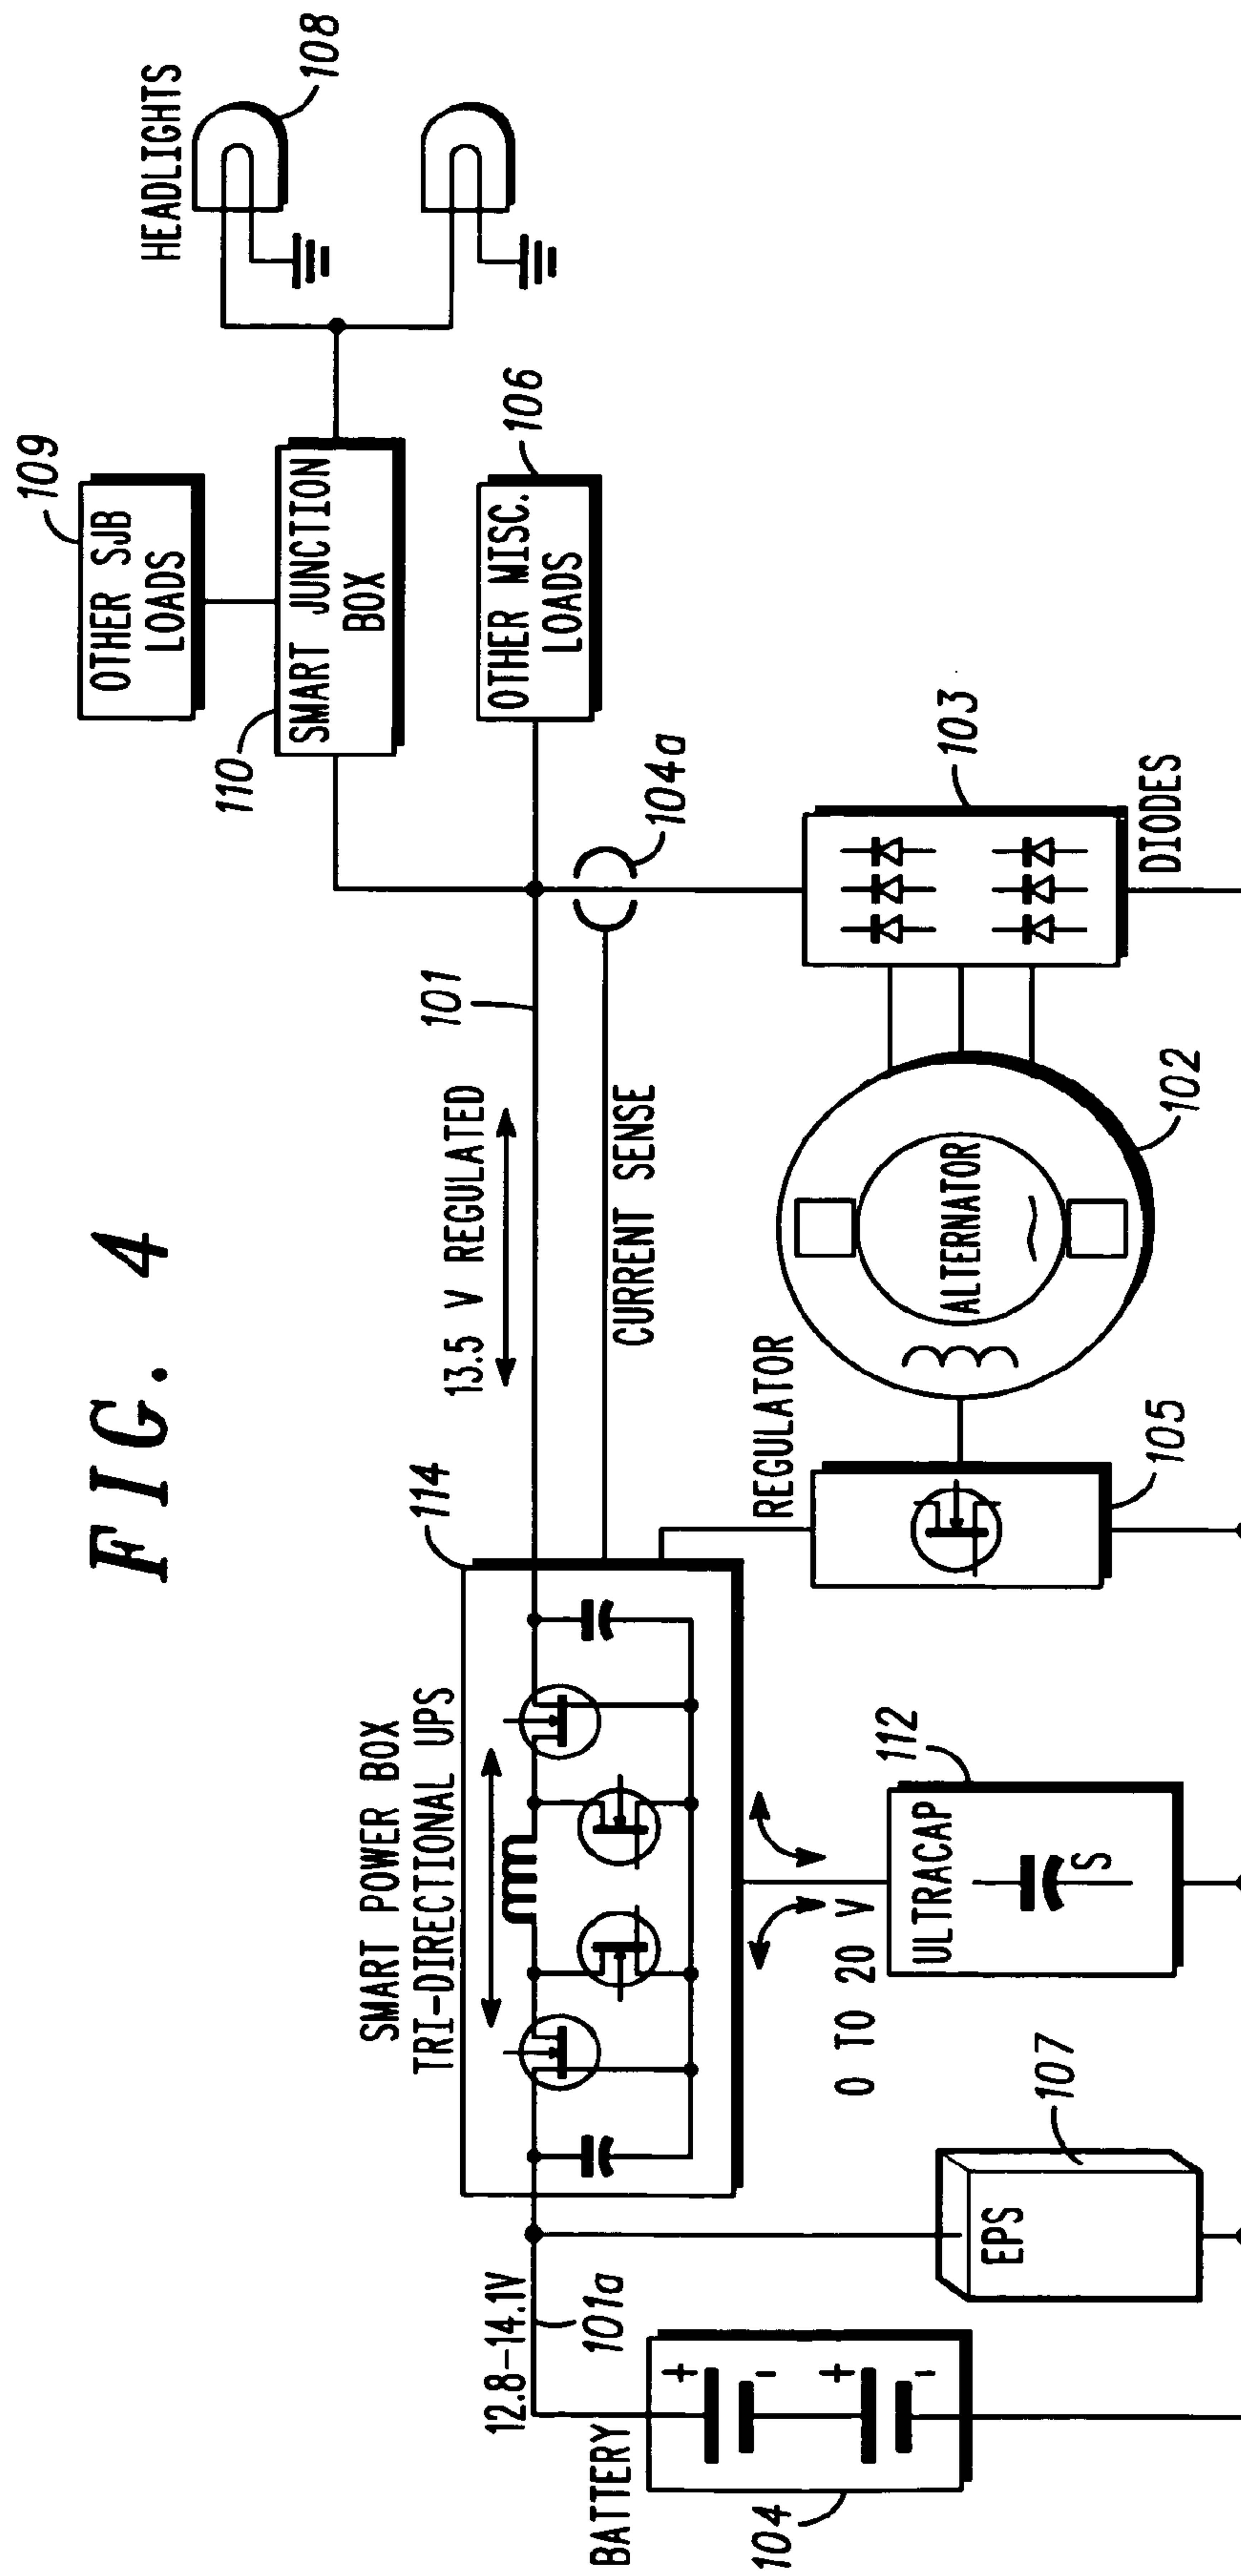 FIG. 4
SMART POWER BOX
TRI-DIRECTIONAL UPS
114
12.8-14.1V
101a
BATTERY
104
EPS
107
0 TO 20 V
ULTRACAP
S
112
13.5 V REGULATED
101
CURRENT SENSE
REGULATOR
105
ALTERNATOR
102
103
DIODES
104a
OTHER SJB
LOADS
109
110
SMART JUNCTION
BOX
OTHER MISC.
LOADS
106
HEADLIGHTS
108
+
-
+
-